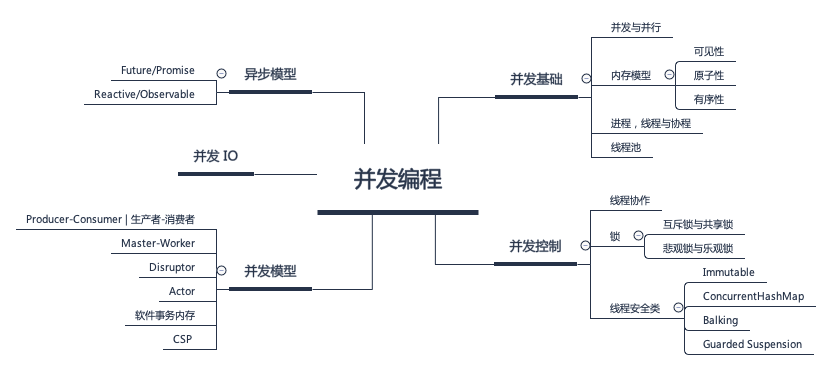 并发编程
并发基础
并发与并行
内存模型
可见性
原子性
有序性
进程，线程与协程
线程池
并发控制
线程协作
锁
互斥锁与共享锁
悲观锁与乐观锁
线程安全类
Immutable
ConcurrentHashMap
Balking
Guarded Suspension
异步模型
Future/Promise
Reactive/Observable
并发 IO
并发模型
Producer-Consumer | 生产者-消费者
Master-Worker
Disruptor
Actor
软件事务内存
CSP